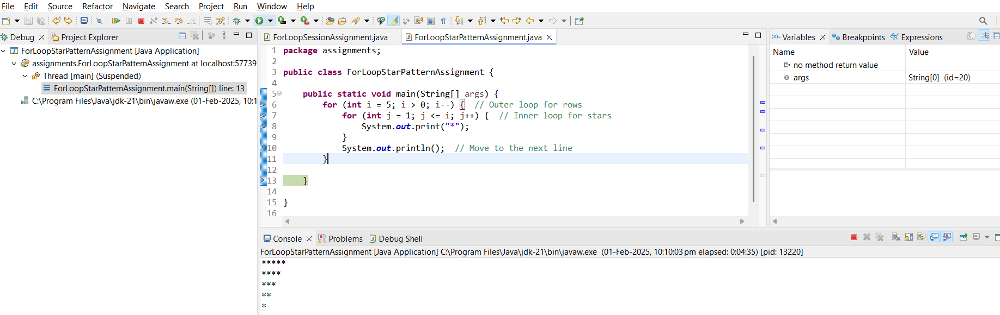 File Edit Source Refactor Navigate Search Project Run Window Help
Debug Project Explorer
ForLoopStarPatternAssignment [Java Application]
assignments.ForLoopStarPatternAssignment at localhost:57739
Thread [main] (Suspended)
ForLoopStarPatternAssignment.main(String[]) line: 13
C:\Program Files\Java\jdk-21\bin\javaw.exe (01-Feb-2025, 10:1
ForLoopSessionAssignment.java ForLoopStarPatternAssignment.java
1 package assignments;
2
3 public class ForLoopStarPatternAssignment {
4
5 public static void main(String[] args) {
6 for (int i = 5; i > 0; i--) { // Outer loop for rows
7 for (int j = 1; j <= i; j++) { // Inner loop for stars
8 System.out.print("*");
9 }
10 System.out.println(); // Move to the next line
11 }
12
13 }
14
15 }
16
Variables Breakpoints Expressions
Name Value
no method return value
args String[0] (id=20)
Console Problems Debug Shell
ForLoopStarPatternAssignment [Java Application] C:\Program Files\Java\jdk-21\bin\javaw.exe (01-Feb-2025, 10:10:03 pm elapsed: 0:04:35) [pid: 13220]
*****
****
***
**
*